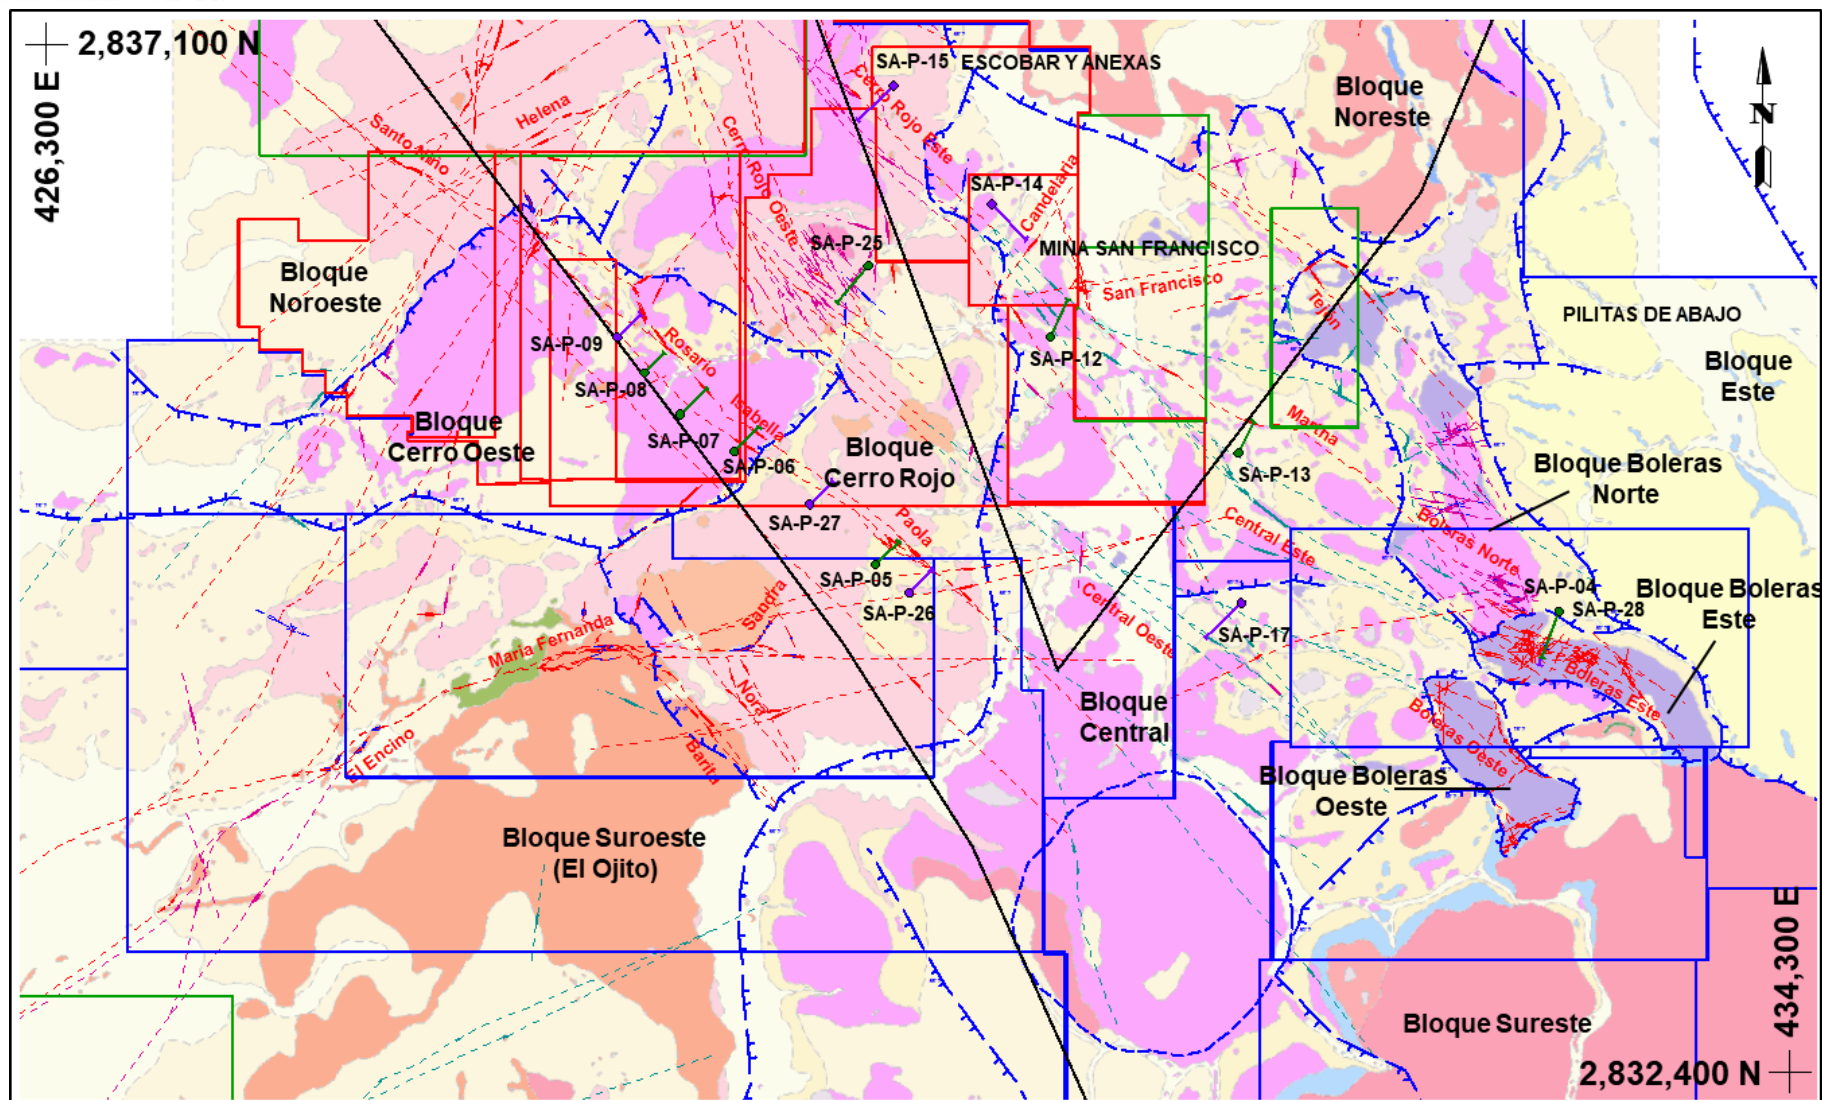 2,837,100 N
426,300 E
SA-P-15
ESCOBAR Y ANEXAS
Bloque
Noreste
N
Helena
Santo Niño
Cerro Rojo Este
Cerro Rojo Oeste
SA-P-14
Candelaria
SA-P-25
MINA SAN FRANCISCO
San Francisco
Tejón
Bloque
Noroeste
PILITAS DE ABAJO
SA-P-09
Rosario
SA-P-12
Bloque
Este
SA-P-08
Isabella
SA-P-07
Martha
Bloque
Cerro Oeste
SA-P-06
Bloque
Cerro Rojo
SA-P-13
Bloque Boleras
Norte
SA-P-27
Paola
Central Este
Boleras Norte
SA-P-05
SA-P-26
Sandra
Central Oeste
SA-P-04
SA-P-28
Bloque Boleras
Este
SA-P-17
Maria Fernanda
Nora
Boleras Este
Boleras Oeste
Bloque
Central
El Encino
Baritu
Bloque Boleras
Oeste
Bloque Suroeste
(El Ojito)
434,300 E
Bloque Sureste
2,832,400 N